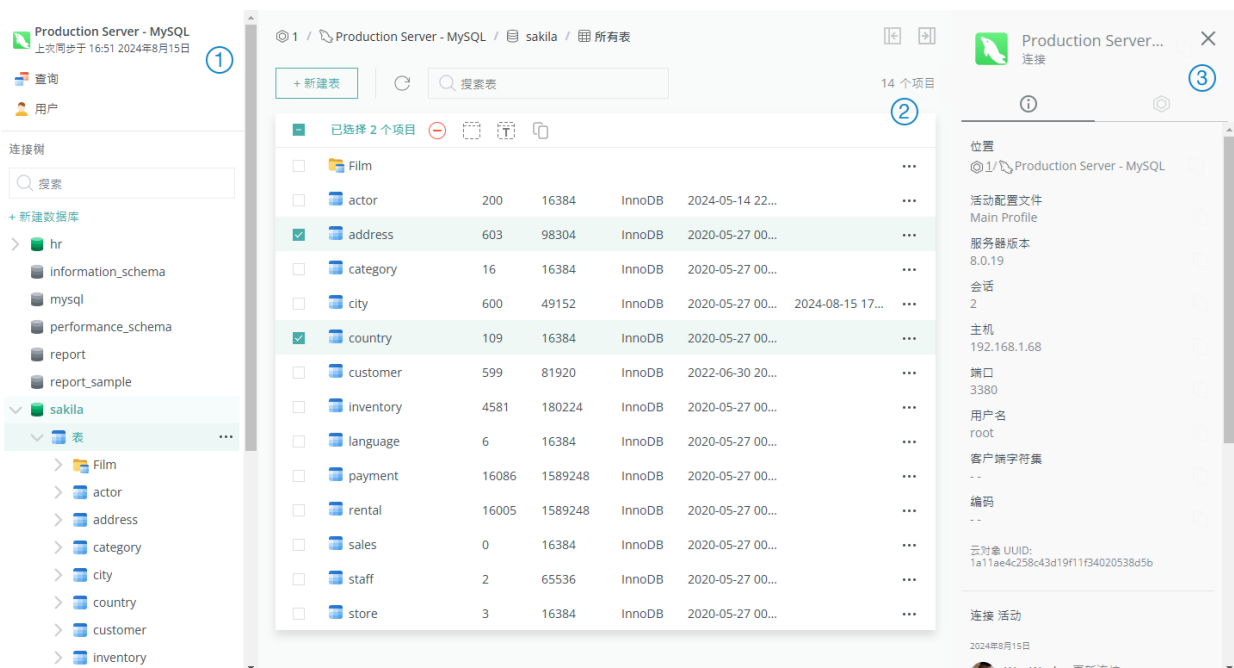 Production Server - MySQL
上次同步于 16:51 2024年8月15日
1
查询
用户
连接树
搜索
+ 新建数据库
hr
information_schema
mysql
performance_schema
report
report_sample
sakila
表
Film
actor
address
category
city
country
customer
inventory
1 / Production Server - MySQL / sakila / 所有表
+ 新建表
搜索表
14 个项目
2
已选择 2 个项目
Film
actor 200 16384 InnoDB 2024-05-14 22...
address 603 98304 InnoDB 2020-05-27 00...
category 16 16384 InnoDB 2020-05-27 00...
city 600 49152 InnoDB 2020-05-27 00... 2024-08-15 17...
country 109 16384 InnoDB 2020-05-27 00...
customer 599 81920 InnoDB 2022-06-30 20...
inventory 4581 180224 InnoDB 2020-05-27 00...
language 6 16384 InnoDB 2020-05-27 00...
payment 16086 1589248 InnoDB 2020-05-27 00...
rental 16005 1589248 InnoDB 2020-05-27 00...
sales 0 16384 InnoDB 2020-05-27 00...
staff 2 65536 InnoDB 2020-05-27 00...
store 3 16384 InnoDB 2020-05-27 00...
Production Server...
连接
3
位置
1/ Production Server - MySQL
活动配置文件
Main Profile
服务器版本
8.0.19
会话
2
主机
192.168.1.68
端口
3380
用户名
root
客户端字符集
- -
编码
- -
云对象 UUID:
1a11ae4c258c43d19f11f34020538d5b
连接 活动
2024年8月15日